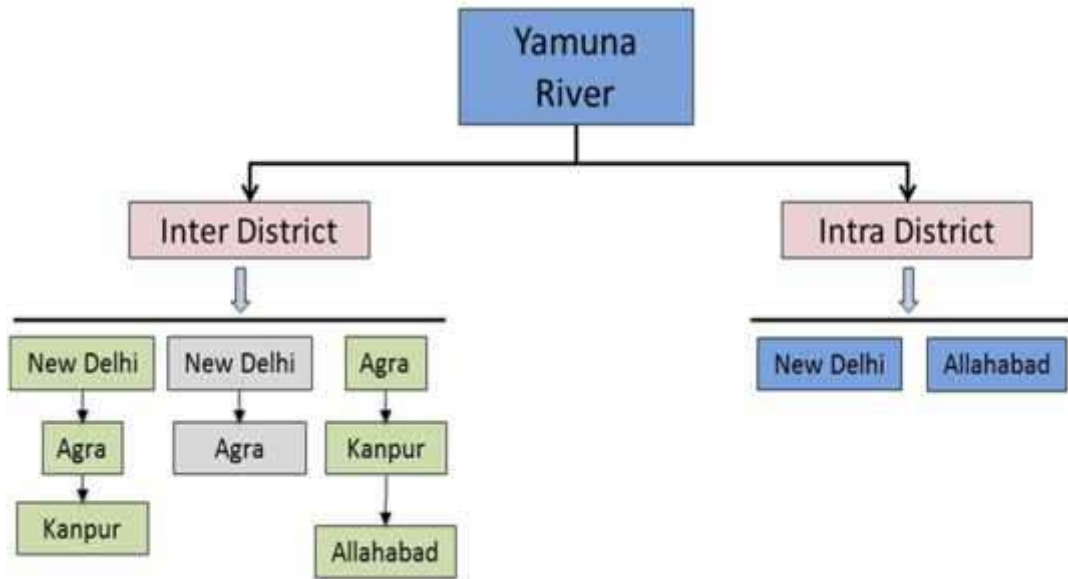 Yamuna
River
Inter District
Intra District
New Delhi
Agra
Kanpur
New Delhi
Agra
Agra
Kanpur
Allahabad
New Delhi
Allahabad